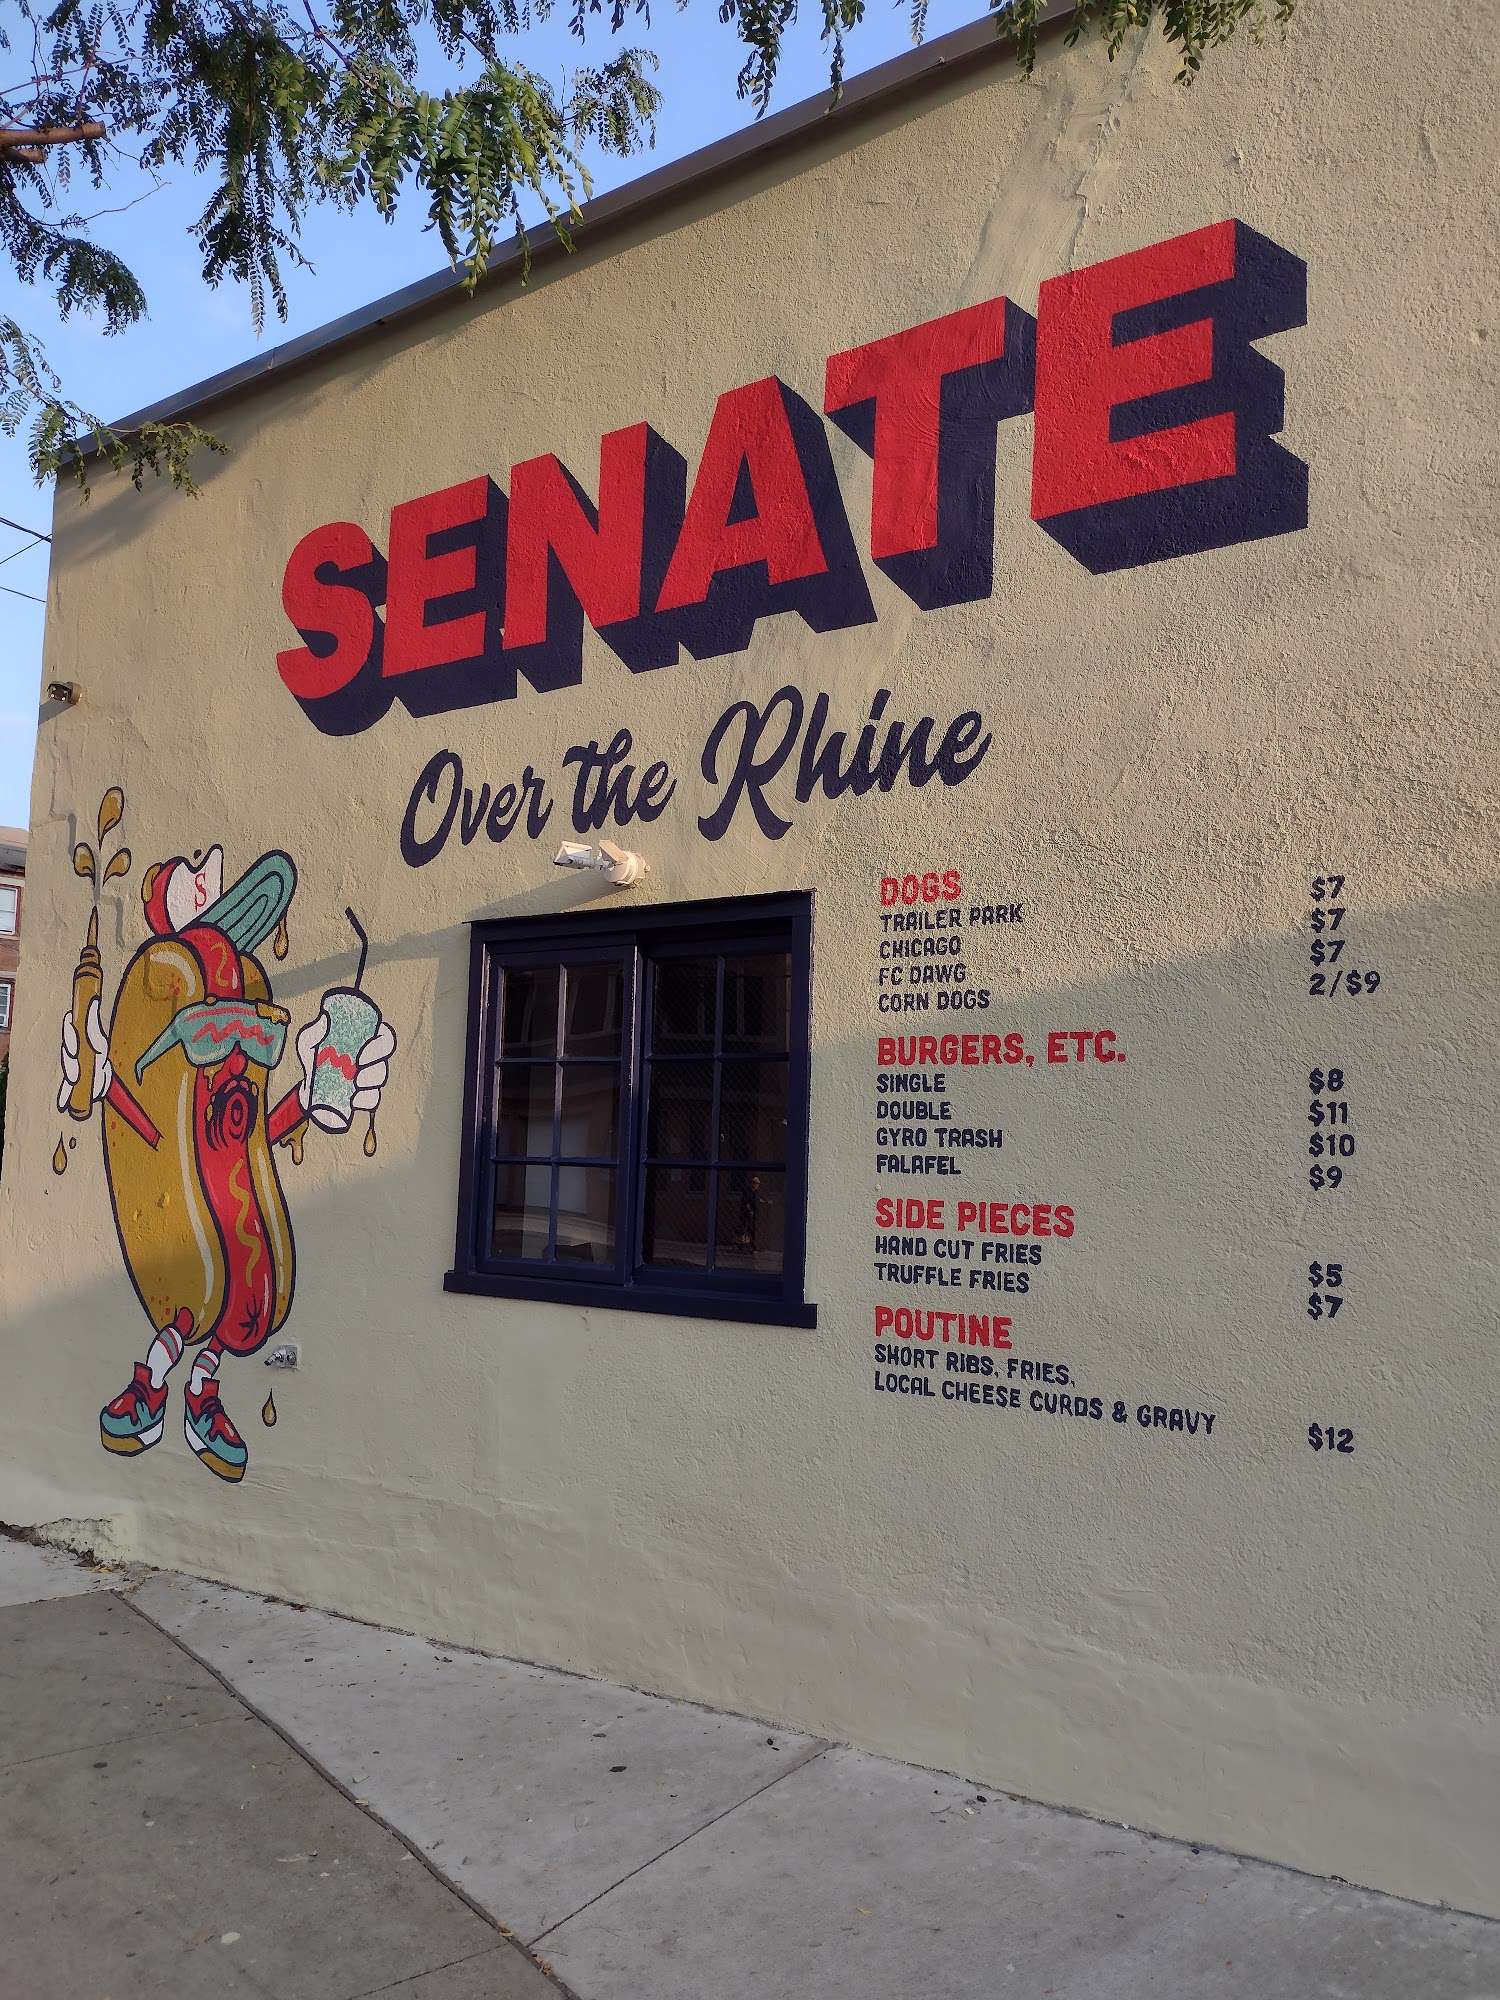 SENATE
Over the Rhine
S
DOGS
TRAILER PARK $7
CHICAGO $7
FC DAWG $7
CORN DOGS 2/$9
BURGERS, ETC.
SINGLE $8
DOUBLE $11
GYRO TRASH $10
FALAFEL $9
SIDE PIECES
HAND CUT FRIES $5
TRUFFLE FRIES $7
POUTINE
SHORT RIBS, FRIES,
LOCAL CHEESE CURDS & GRAVY $12